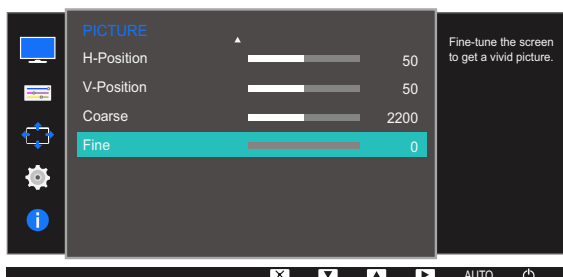 PICTURE
H-Position 50
V-Position 50
Coarse 2200
Fine 0
Fine-tune the screen
to get a vivid picture.
AUTO